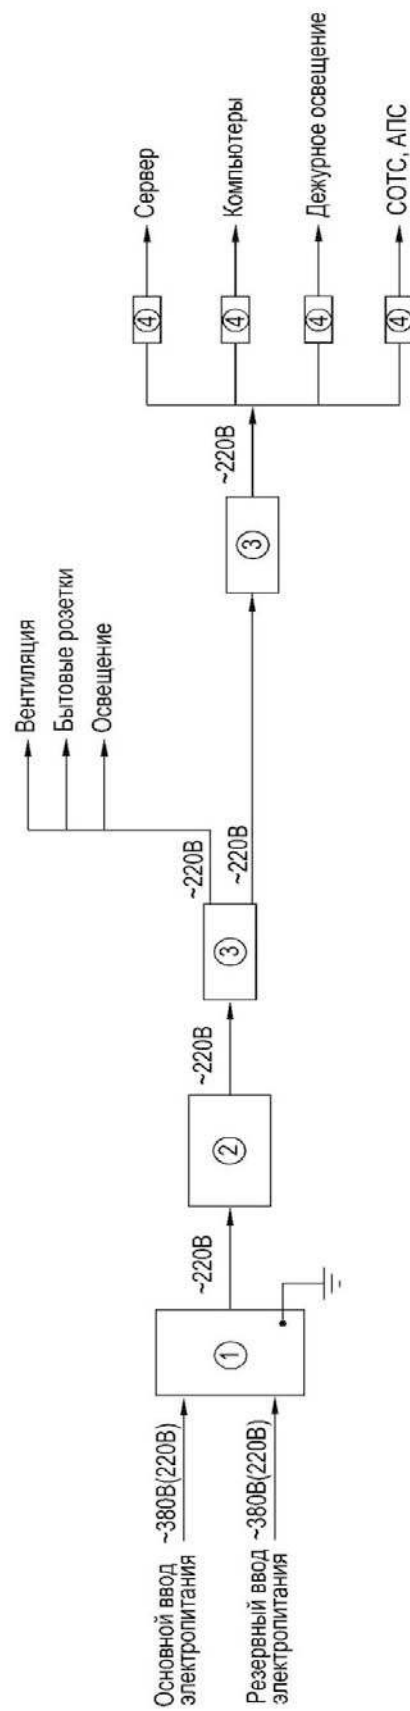 Основной ввод
электропитания
~380В(220В)
Резервный ввод
электропитания
~380В(220В)
1
~220В
2
~220В
3
~220В
~220В
Вентиляция
Бытовые розетки
Освещение
3
~220В
4
Сервер
4
Компьютеры
4
Дежурное освещение
4
СОТС, АПС